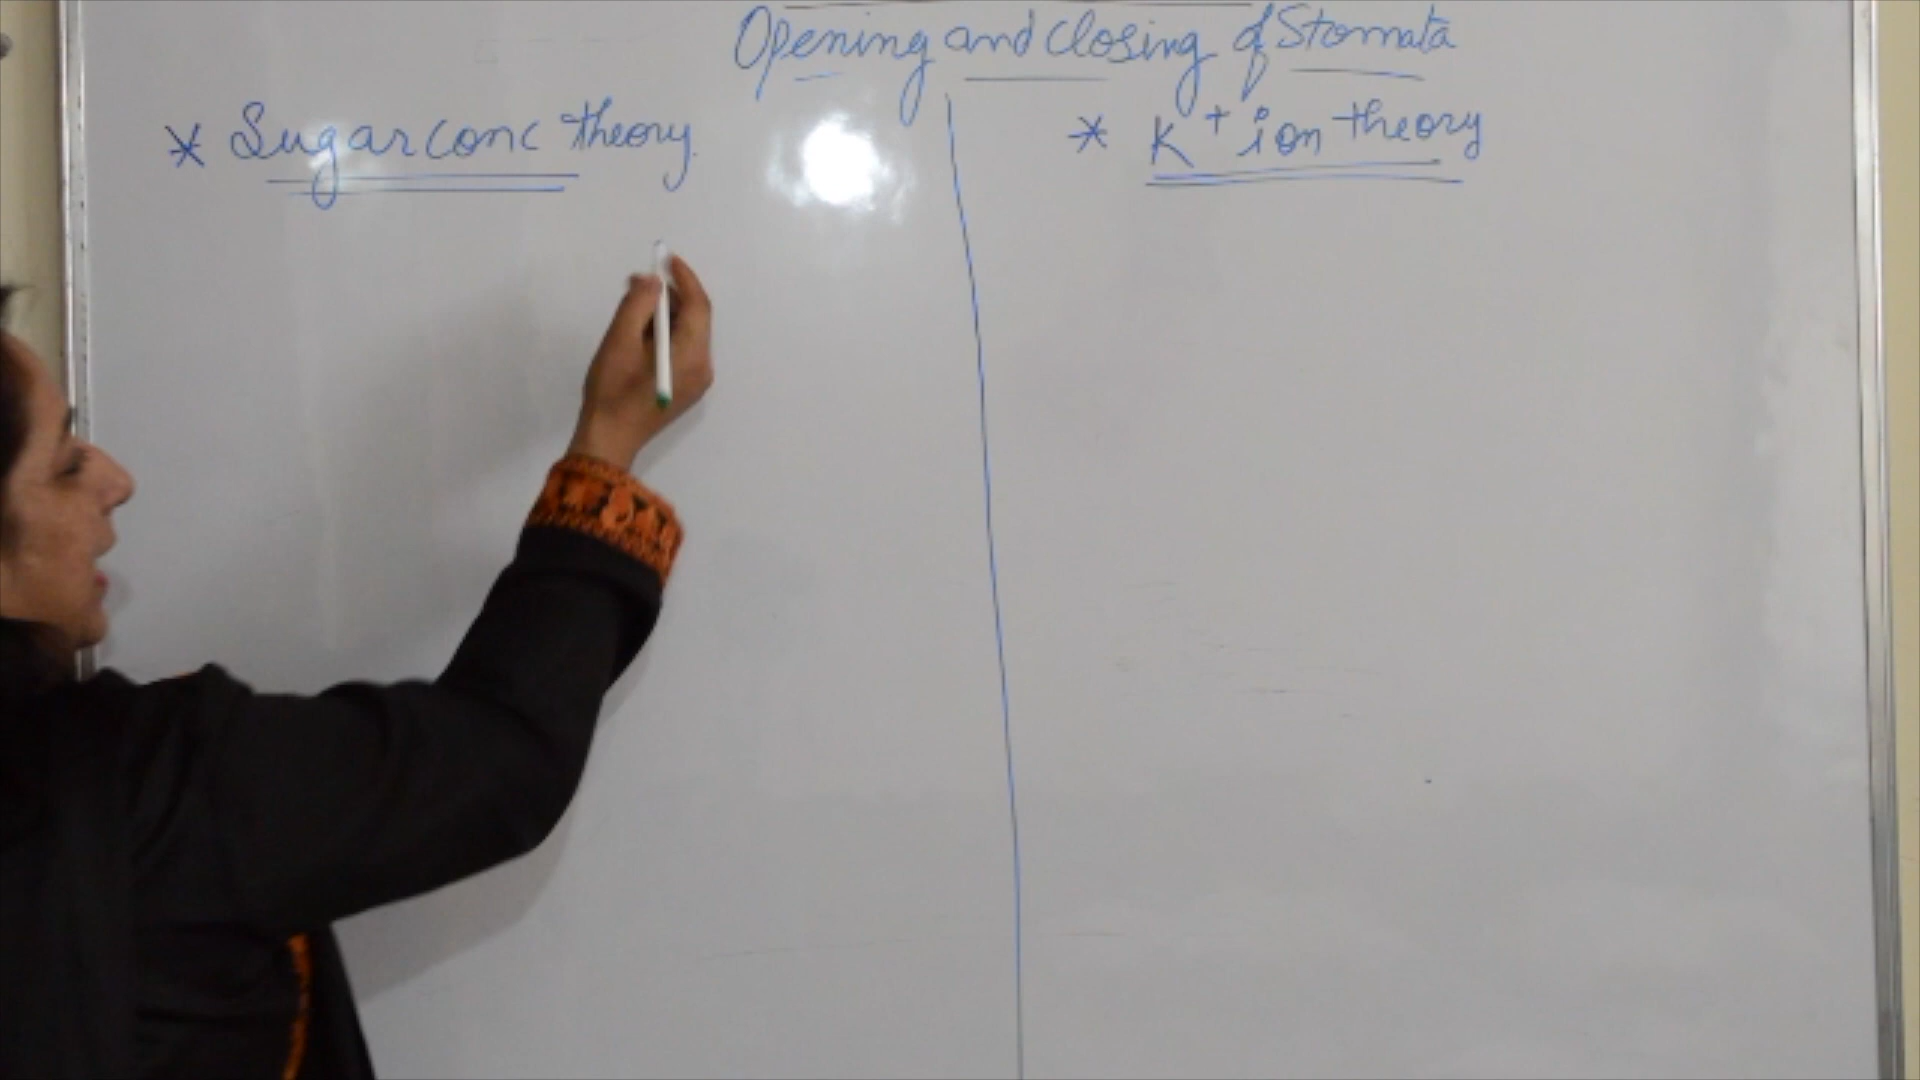 Opening and closing of Stomata
* Sugar conc theory.
* K+ ion theory